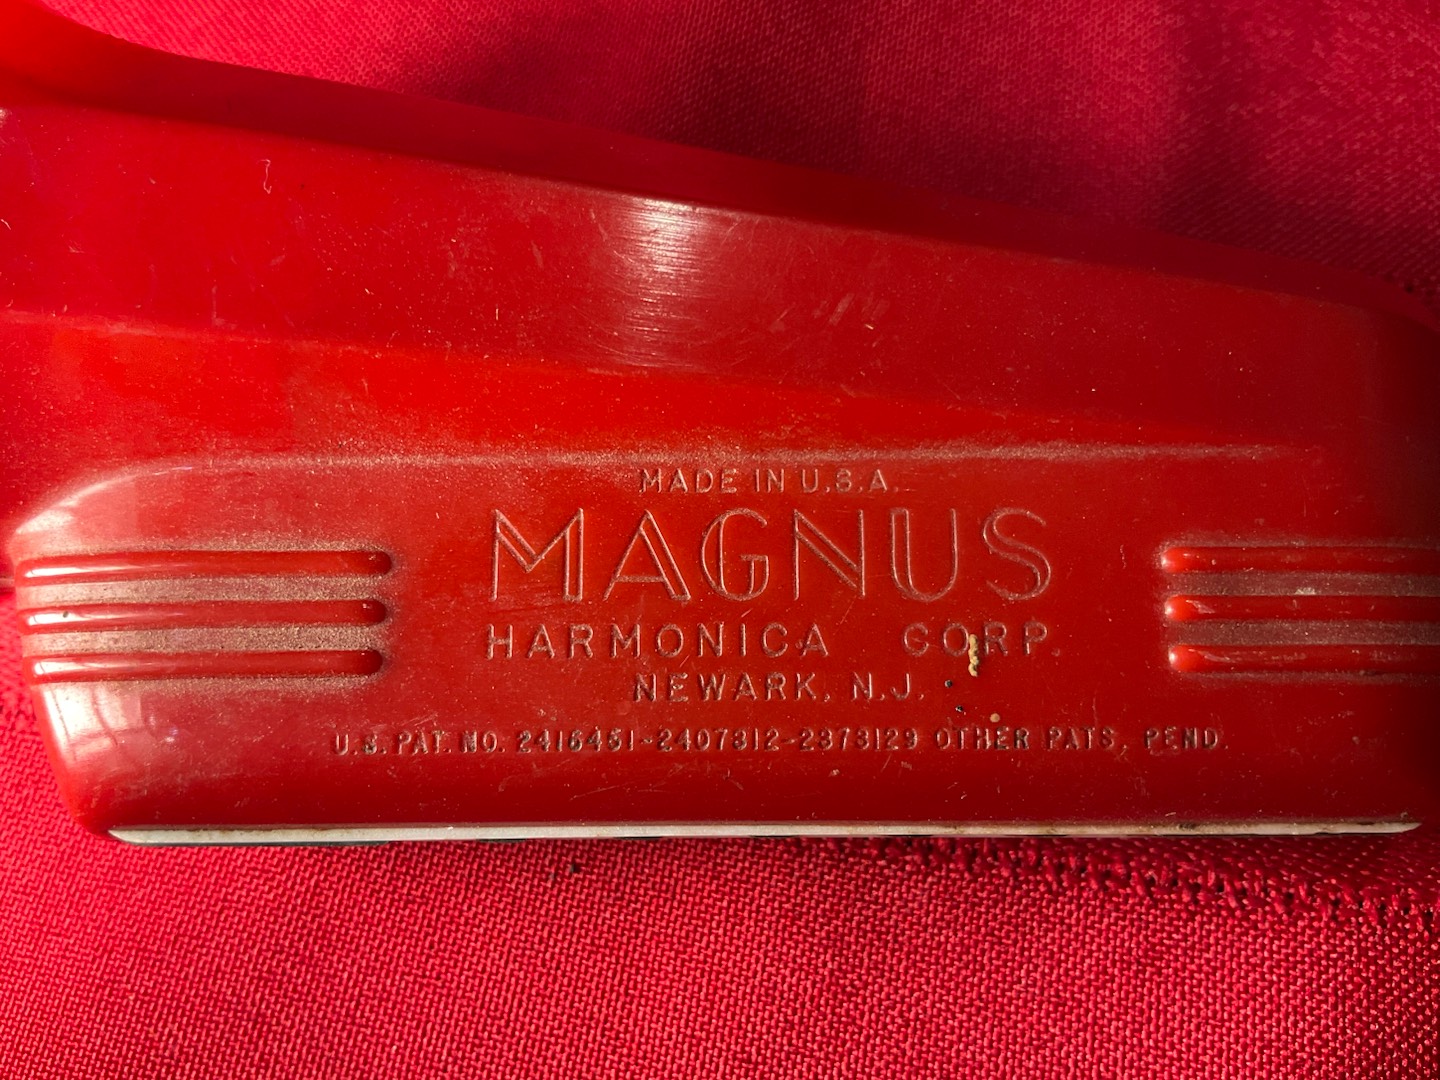 MADE IN U.S.A.
MAGNUS
HARMONICA CORP.
NEWARK, N.J.
U.S. PAT. NO. 2416451-2407312-2373129 OTHER PATS. PEND.